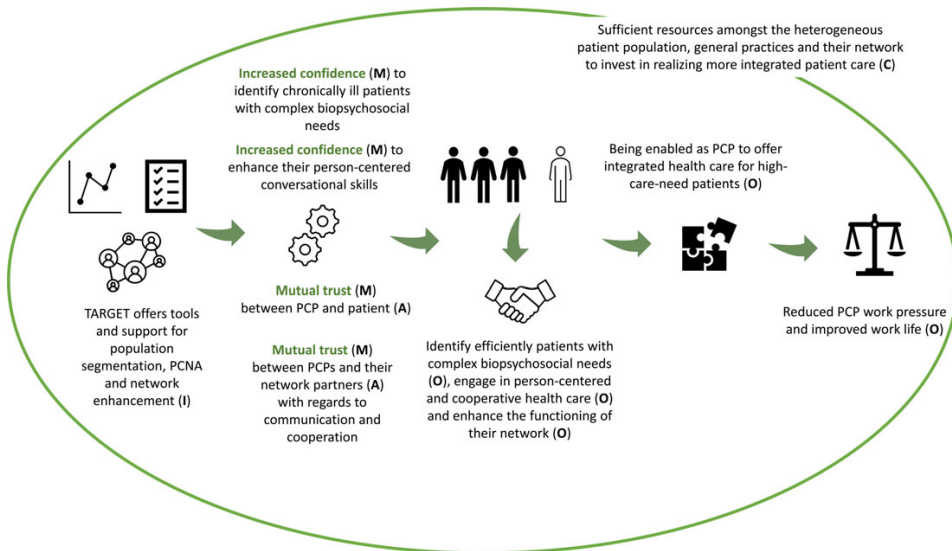 Sufficient resources amongst the heterogeneous
patient population, general practices and their network
to invest in realizing more integrated patient care (C)
Increased confidence (M) to
identify chronically ill patients
with complex biopsychosocial
needs
Increased confidence (M) to
enhance their person-centered
conversational skills
Being enabled as PCP to offer
integrated health care for high-
care-need patients (O)
TARGET offers tools
and support for
population
segmentation, PCNA
and network
enhancement (I)
Mutual trust (M)
between PCP and patient (A)
Mutual trust (M)
between PCPs and their
network partners (A)
with regards to
communication and
cooperation
Identify efficiently patients with
complex biopsychosocial needs
(O), engage in person-centered
and cooperative health care (O)
and enhance the functioning of
their network (O)
Reduced PCP work pressure
and improved work life (O)